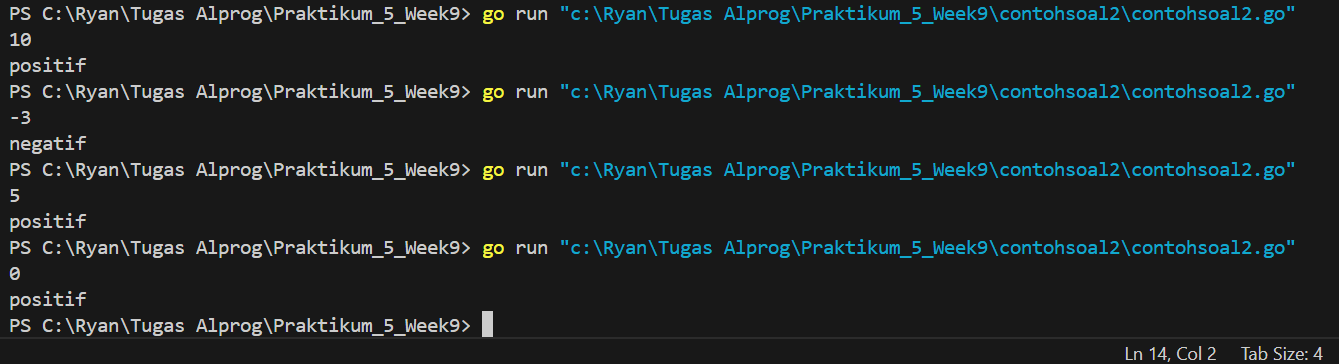 PS C:\Ryan\Tugas Alprog\Praktikum_5_Week9> go run "c:\Ryan\Tugas Alprog\Praktikum_5_Week9\contohsoal2\contohsoal2.go"
10
positif
PS C:\Ryan\Tugas Alprog\Praktikum_5_Week9> go run "c:\Ryan\Tugas Alprog\Praktikum_5_Week9\contohsoal2\contohsoal2.go"
-3
negatif
PS C:\Ryan\Tugas Alprog\Praktikum_5_Week9> go run "c:\Ryan\Tugas Alprog\Praktikum_5_Week9\contohsoal2\contohsoal2.go"
5
positif
PS C:\Ryan\Tugas Alprog\Praktikum_5_Week9> go run "c:\Ryan\Tugas Alprog\Praktikum_5_Week9\contohsoal2\contohsoal2.go"
0
positif
PS C:\Ryan\Tugas Alprog\Praktikum_5_Week9>
Ln 14, Col 2 Tab Size: 4